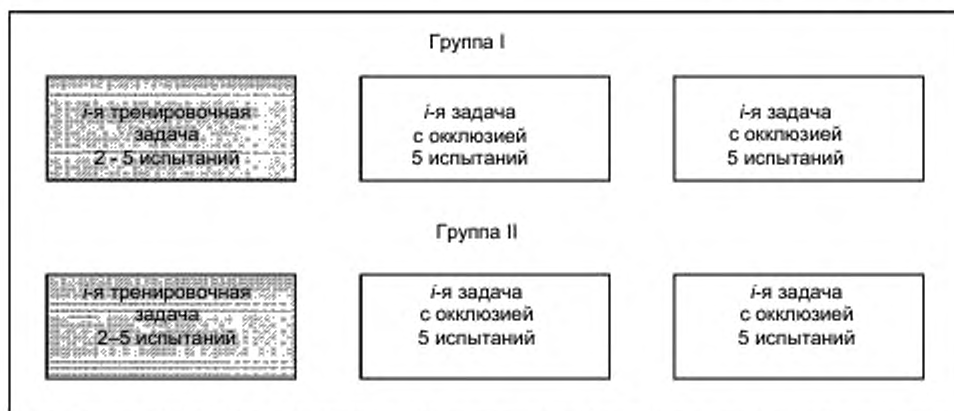 Группа I
i-я тренировочная
задача
2 - 5 испытаний
i-я задача
с окклюзией
5 испытаний
i-я задача
с окклюзией
5 испытаний
Группа II
i-я тренировочная
задача
2–5 испытаний
i-я задача
с окклюзией
5 испытаний
i-я задача
с окклюзией
5 испытаний